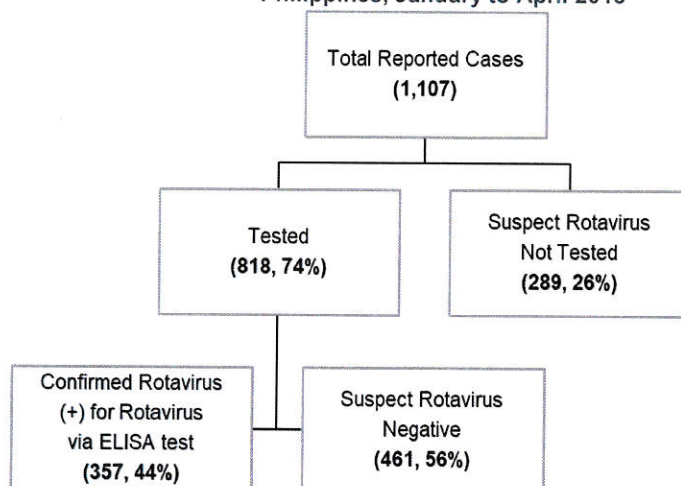 Total Reported Cases
(1,107)
Tested
(818, 74%)
Suspect Rotavirus
Not Tested
(289, 26%)
Confirmed Rotavirus
(+) for Rotavirus
via ELISA test
(357, 44%)
Suspect Rotavirus
Negative
(461, 56%)